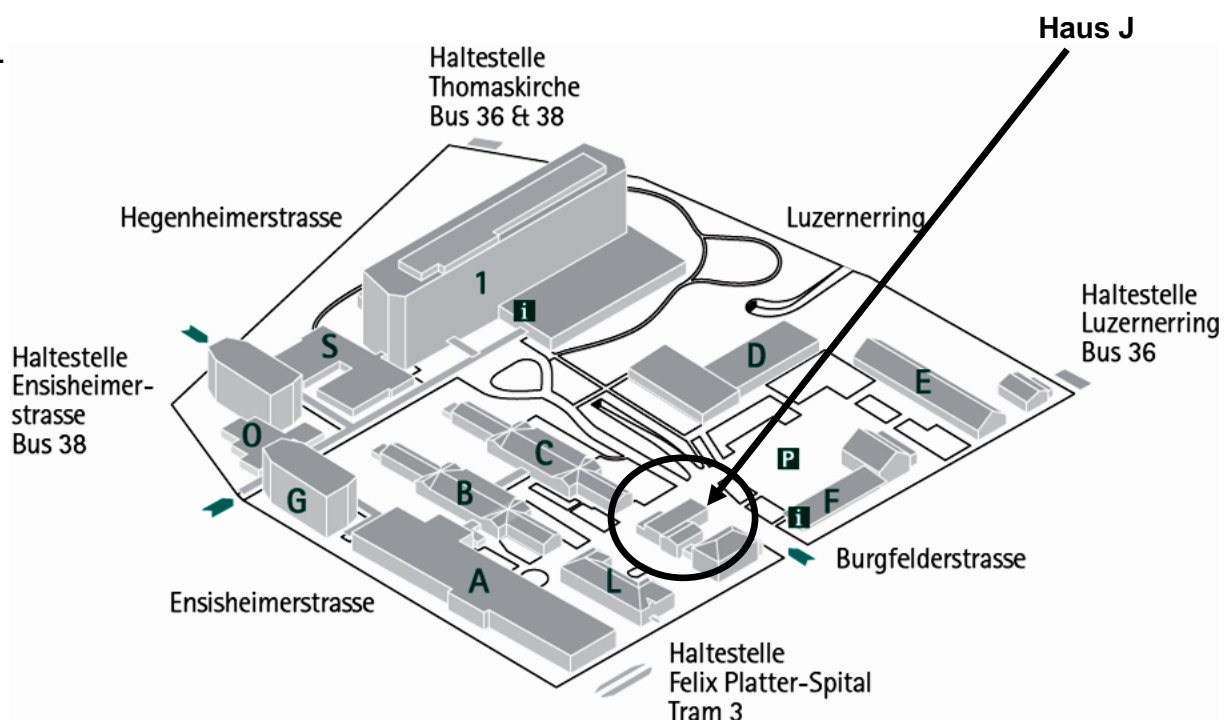 Haus J
Haltestelle
Thomaskirche
Bus 36 & 38
Hegenheimerstrasse
Luzernerring
1
i
Haltestelle
Luzernerring
Bus 36
Haltestelle
Ensisheimer-
strasse
Bus 38
S
D
E
O
C
P
G
B
F
i
A
L
Burgfelderstrasse
Ensisheimerstrasse
Haltestelle
Felix Platter-Spital
Tram 3